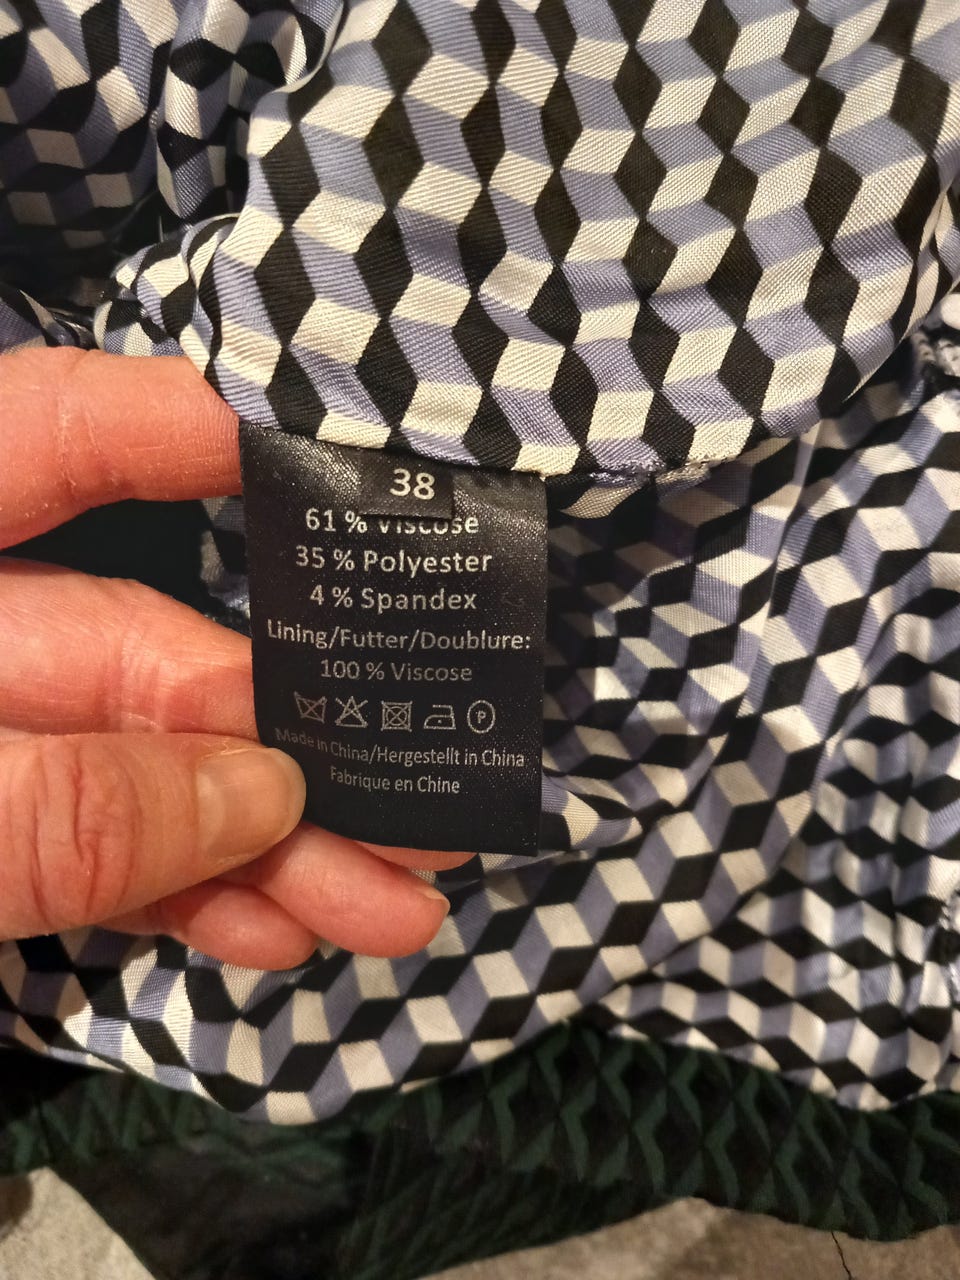 38
61 % Viscose
35 % Polyester
4 % Spandex
Lining/Futter/Doublure:
100 % Viscose
P
Made in China/Hergestellt in China
Fabrique en Chine